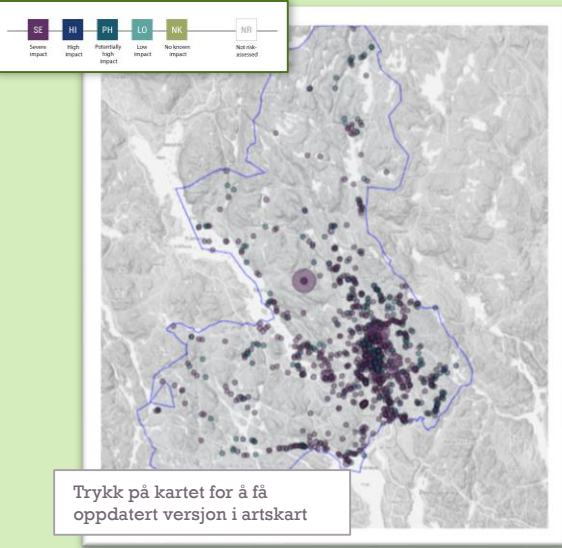 SE HI PH LO NK NR
Severe impact
High impact
Potentially high impact
Low impact
No known impact
Not risk-assessed
Trykk på kartet for å få
oppdatert versjon i artskart